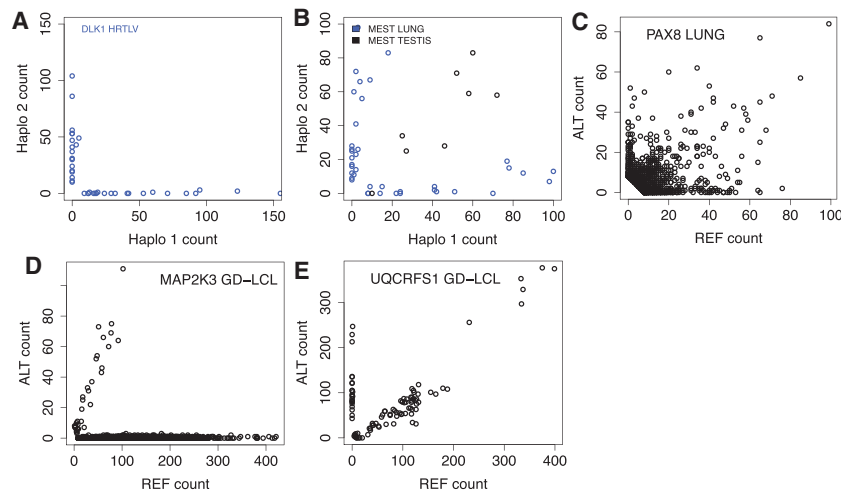 A
DLK1 HRTLV
Haplo 2 count
0 50 100 150
0 50 100 150
Haplo 1 count
B
MEST LUNG
MEST TESTIS
Haplo 2 count
0 20 40 60 80 100
0 20 40 60 80 100
Haplo 1 count
C
PAX8 LUNG
ALT count
0 20 40 60 80
0 20 40 60 80 100
REF count
D
MAP2K3 GD−LCL
ALT count
0 20 40 60 80
0 100 200 300 400
REF count
E
UQCRFS1 GD−LCL
ALT count
0 100 200 300
0 100 200 300 400
REF count